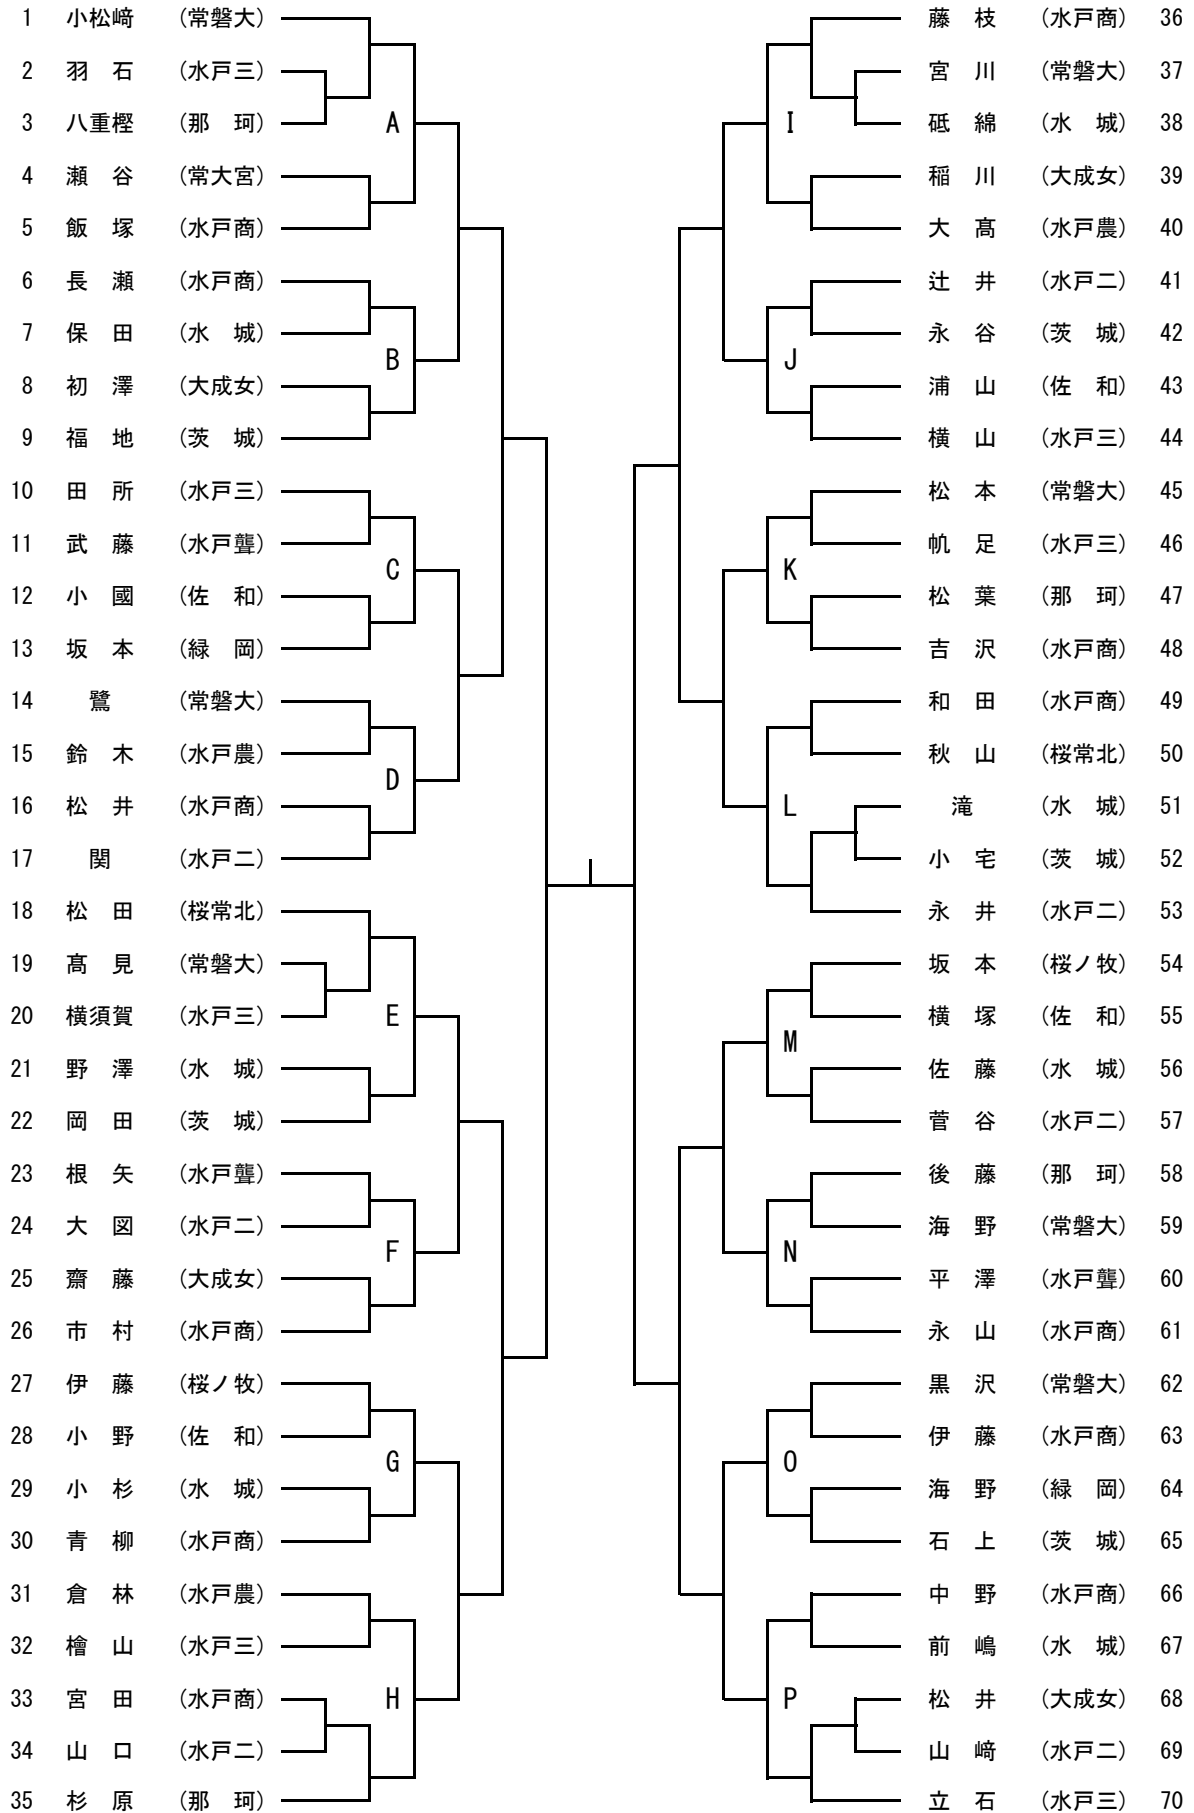 1 小松﨑 （常磐大）
2 羽　石 （水戸三）
3 八重樫 （那　珂）
A
4 瀬　谷 （常大宮）
5 飯　塚 （水戸商）
6 長　瀬 （水戸商）
7 保　田 （水　城）
B
8 初　澤 （大成女）
9 福　地 （茨　城）
10 田　所 （水戸三）
11 武　藤 （水戸聾）
C
12 小　國 （佐　和）
13 坂　本 （緑　岡）
14 鷺 （常磐大）
15 鈴　木 （水戸農）
D
16 松　井 （水戸商）
17 関 （水戸二）
18 松　田 （桜常北）
19 髙　見 （常磐大）
20 横須賀 （水戸三）
E
21 野　澤 （水　城）
22 岡　田 （茨　城）
23 根　矢 （水戸聾）
24 大　図 （水戸二）
F
25 齋　藤 （大成女）
26 市　村 （水戸商）
27 伊　藤 （桜ノ牧）
28 小　野 （佐　和）
G
29 小　杉 （水　城）
30 青　柳 （水戸商）
31 倉　林 （水戸農）
32 檜　山 （水戸三）
33 宮　田 （水戸商）
H
34 山　口 （水戸二）
35 杉　原 （那　珂）
藤　枝 （水戸商） 36
宮　川 （常磐大） 37
砥　綿 （水　城） 38
I
稲　川 （大成女） 39
大　髙 （水戸農） 40
辻　井 （水戸二） 41
永　谷 （茨　城） 42
J
浦　山 （佐　和） 43
横　山 （水戸三） 44
松　本 （常磐大） 45
帆　足 （水戸三） 46
K
松　葉 （那　珂） 47
吉　沢 （水戸商） 48
和　田 （水戸商） 49
秋　山 （桜常北） 50
L
滝 （水　城） 51
小　宅 （茨　城） 52
永　井 （水戸二） 53
坂　本 （桜ノ牧） 54
横　塚 （佐　和） 55
M
佐　藤 （水　城） 56
菅　谷 （水戸二） 57
後　藤 （那　珂） 58
海　野 （常磐大） 59
N
平　澤 （水戸聾） 60
永　山 （水戸商） 61
黒　沢 （常磐大） 62
伊　藤 （水戸商） 63
O
海　野 （緑　岡） 64
石　上 （茨　城） 65
中　野 （水戸商） 66
前　嶋 （水　城） 67
松　井 （大成女） 68
P
山　﨑 （水戸二） 69
立　石 （水戸三） 70